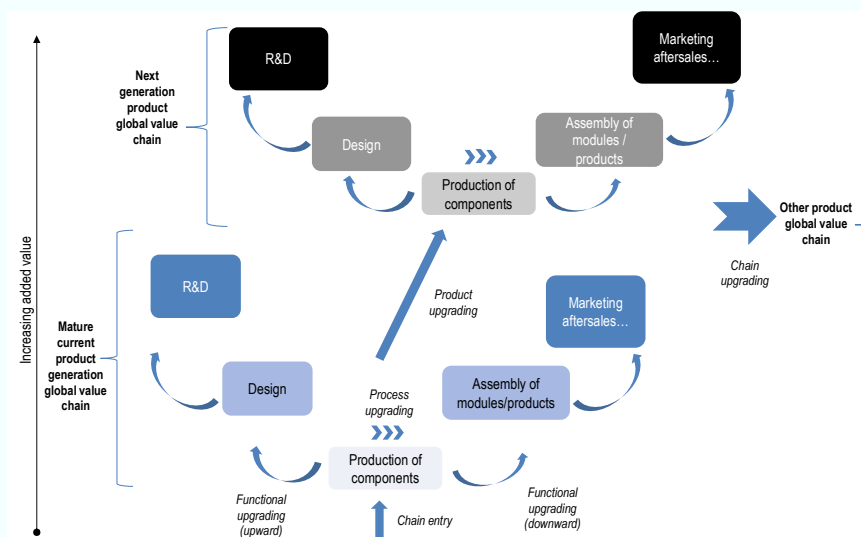 Marketing
aftersales…
R&D
Next
generation
product
global value
chain
Assembly of
modules /
products
Design
Production of
components
Other product
global value
chain
Increasing added value
Chain
upgrading
R&D
Product
upgrading
Marketing
aftersales…
Mature
current
product
generation
global value
chain
Design
Process
upgrading
Assembly of
modules/products
Production of
components
Functional
upgrading
(upward)
Chain entry
Functional
upgrading
(downward)